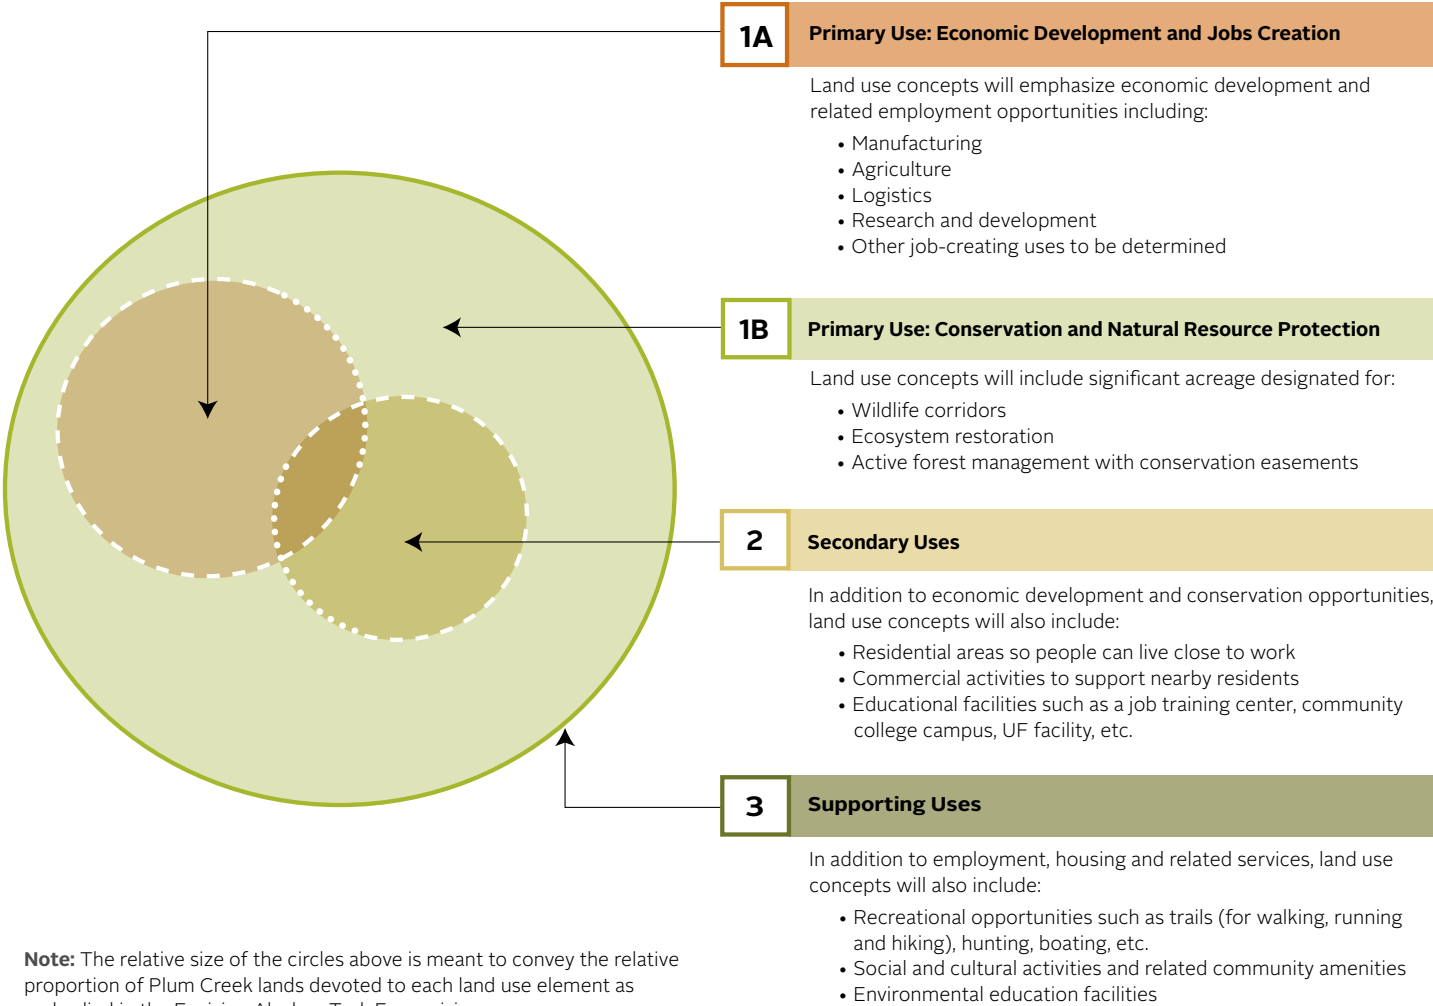 1A
Primary Use: Economic Development and Jobs Creation
Land use concepts will emphasize economic development and
related employment opportunities including:
• Manufacturing
• Agriculture
• Logistics
• Research and development
• Other job-creating uses to be determined
1B
Primary Use: Conservation and Natural Resource Protection
Land use concepts will include significant acreage designated for:
• Wildlife corridors
• Ecosystem restoration
• Active forest management with conservation easements
2
Secondary Uses
In addition to economic development and conservation opportunities,
land use concepts will also include:
• Residential areas so people can live close to work
• Commercial activities to support nearby residents
• Educational facilities such as a job training center, community
college campus, UF facility, etc.
3
Supporting Uses
In addition to employment, housing and related services, land use
concepts will also include:
• Recreational opportunities such as trails (for walking, running
and hiking), hunting, boating, etc.
• Social and cultural activities and related community amenities
• Environmental education facilities
Note: The relative size of the circles above is meant to convey the relative
proportion of Plum Creek lands devoted to each land use element as